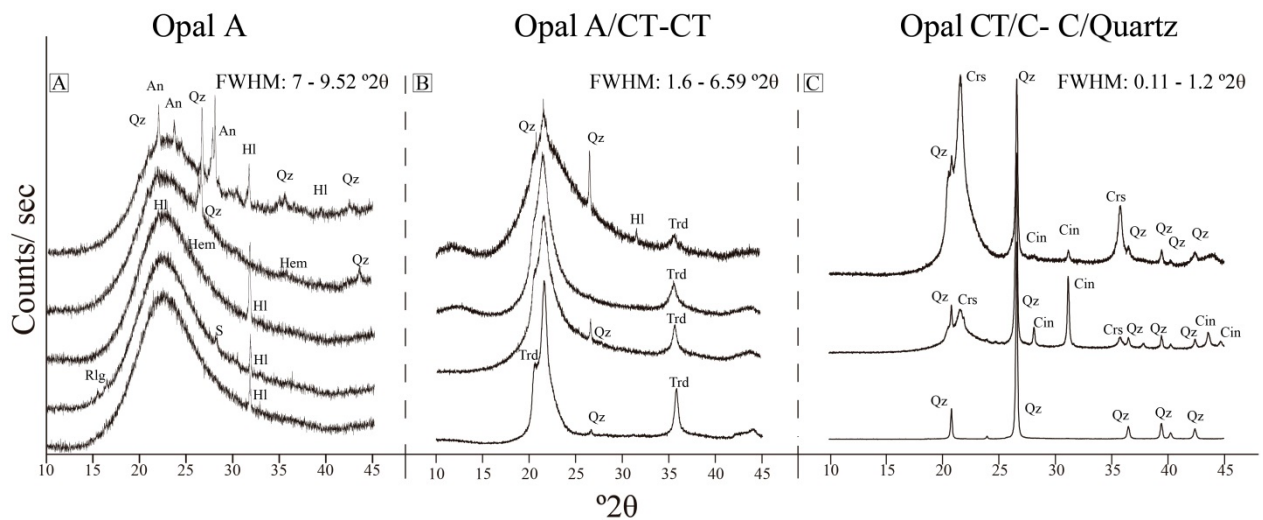 Opal A
Opal A/CT-CT
Opal CT/C- C/Quartz
Counts/ sec
A
FWHM: 7 - 9.52 º2θ
An
An
Qz
Qz
An
Hl
Qz
Hl
Qz
Hl
Qz
Hem
Hem
Qz
Hl
S
Rlg
Hl
Hl
10 15 20 25 30 35 40 45
B
FWHM: 1.6 - 6.59 º2θ
Qz
Qz
Hl
Trd
Trd
Qz
Trd
Trd
Trd
Qz
10 15 20 25 30 35 40 45
C
FWHM: 0.11 - 1.2 º2θ
Crs
Qz
Qz
Crs
Cin
Cin
Qz
Qz
Qz
Qz
Qz
Crs
Qz
Cin
Cin
Crs
Qz
Qz
Qz
Cin
Cin
Qz
Qz
Qz
Qz
Qz
10 15 20 25 30 35 40 45
º2θ